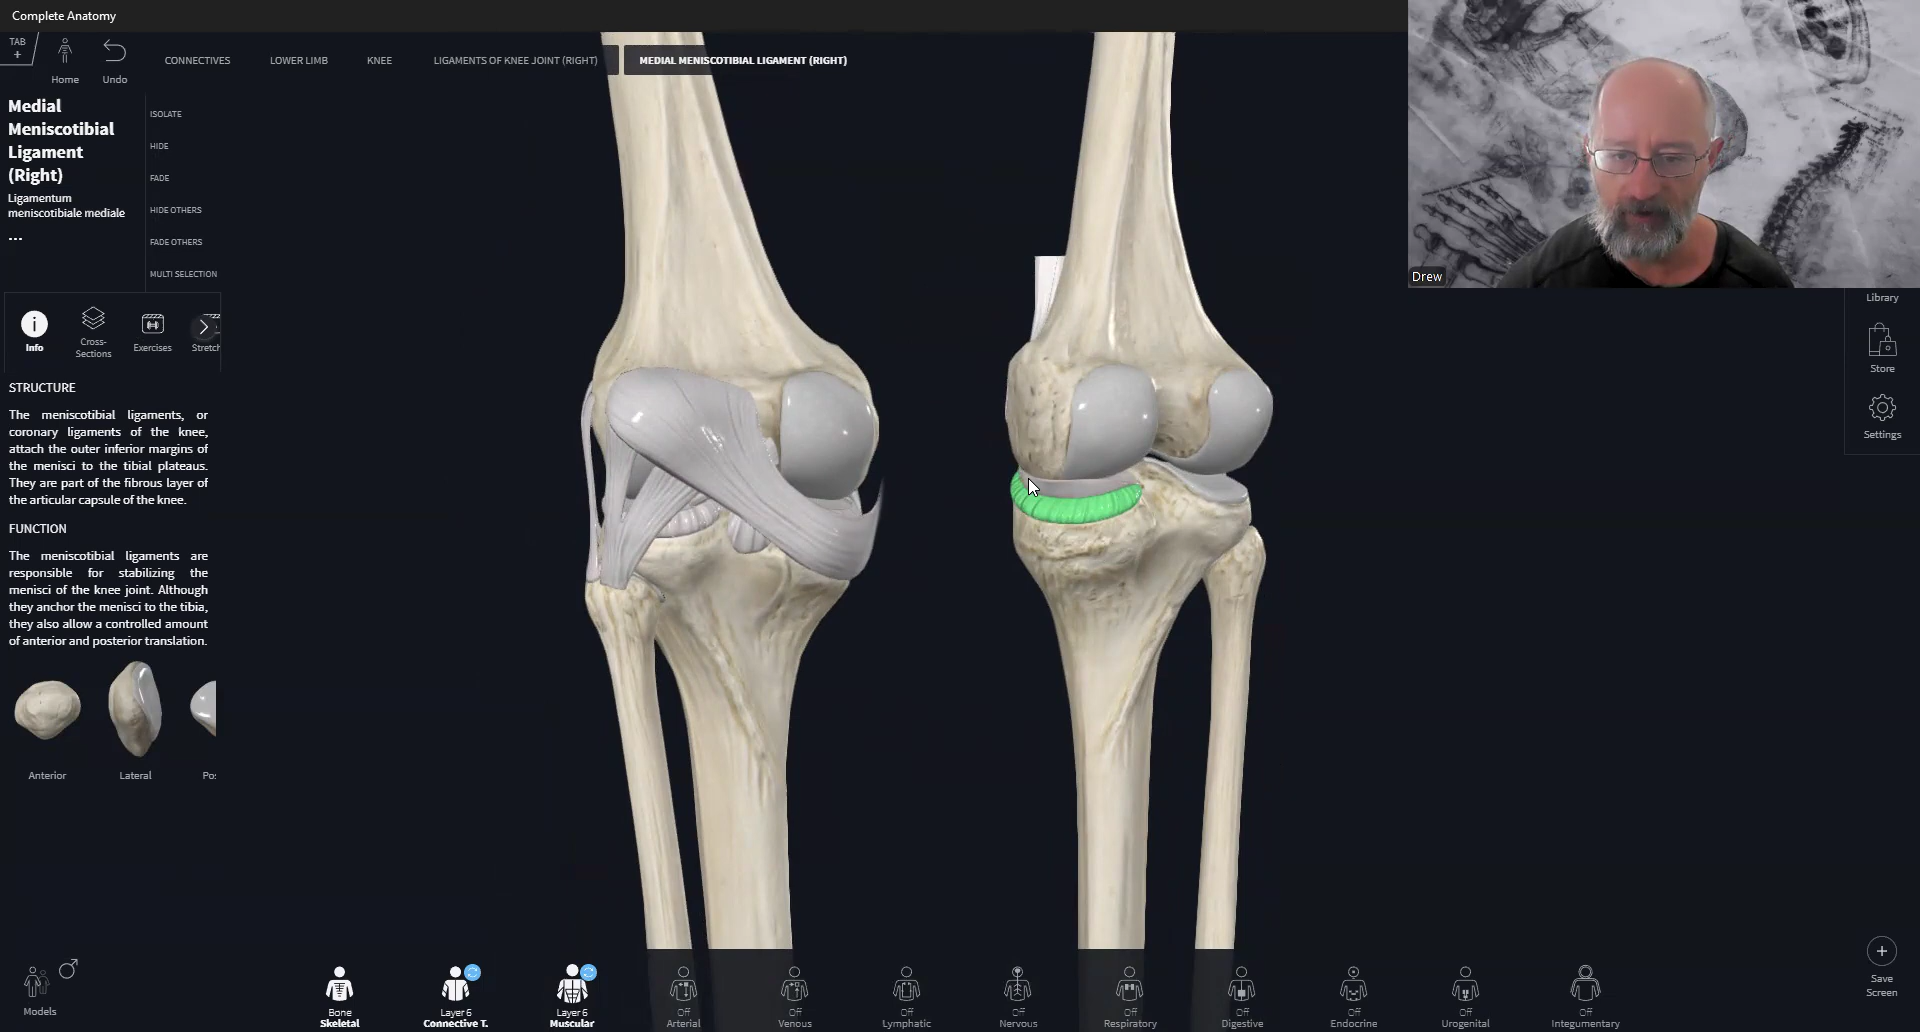 Complete Anatomy
TAB
+
Home
Undo
CONNECTIVES
LOWER LIMB
KNEE
LIGAMENTS OF KNEE JOINT (RIGHT)
MEDIAL MENISCOTIBIAL LIGAMENT (RIGHT)
Medial
Meniscotibial
Ligament
(Right)
Ligamentum
meniscotibiale mediale
...
ISOLATE
HIDE
FADE
HIDE OTHERS
FADE OTHERS
MULTI SELECTION
Info
Cross-
Sections
Exercises
Stretch
STRUCTURE
The meniscotibial ligaments, or
coronary ligaments of the knee,
attach the outer inferior margins of
the menisci to the tibial plateaus.
They are part of the fibrous layer of
the articular capsule of the knee.
FUNCTION
The meniscotibial ligaments are
responsible for stabilizing the
menisci of the knee joint. Although
they anchor the menisci to the tibia,
they also allow a controlled amount
of anterior and posterior translation.
Anterior
Lateral
Pos
Drew
Library
Store
Settings
Save
Screen
Models
Bone
Skeletal
Layer 6
Connective T.
Layer 6
Muscular
Off
Arterial
Off
Venous
Off
Lymphatic
Off
Nervous
Off
Respiratory
Off
Digestive
Off
Endocrine
Off
Urogenital
Off
Integumentary